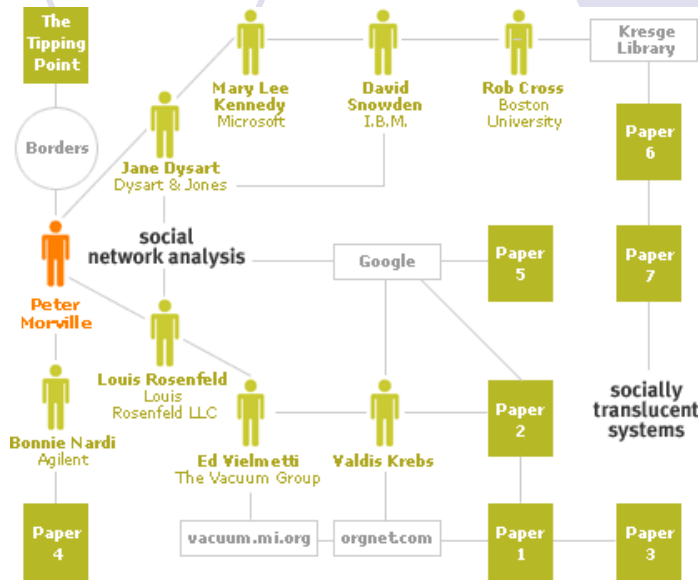 The
Tipping
Point
Kresge
Library
Mary Lee
Kennedy
Microsoft
David
Snowden
I.B.M.
Rob Cross
Boston
University
Borders
Paper
6
Jane Dysart
Dysart & Jones
social
network analysis
Google
Paper
5
Paper
7
Peter
Morville
Louis Rosenfeld
Louis
Rosenfeld LLC
socially
translucent
systems
Paper
2
Bonnie Nardi
Agilent
Ed Vielmetti
The Vacuum Group
Valdis Krebs
Paper
4
vacuum.mi.org
orgnet.com
Paper
1
Paper
3